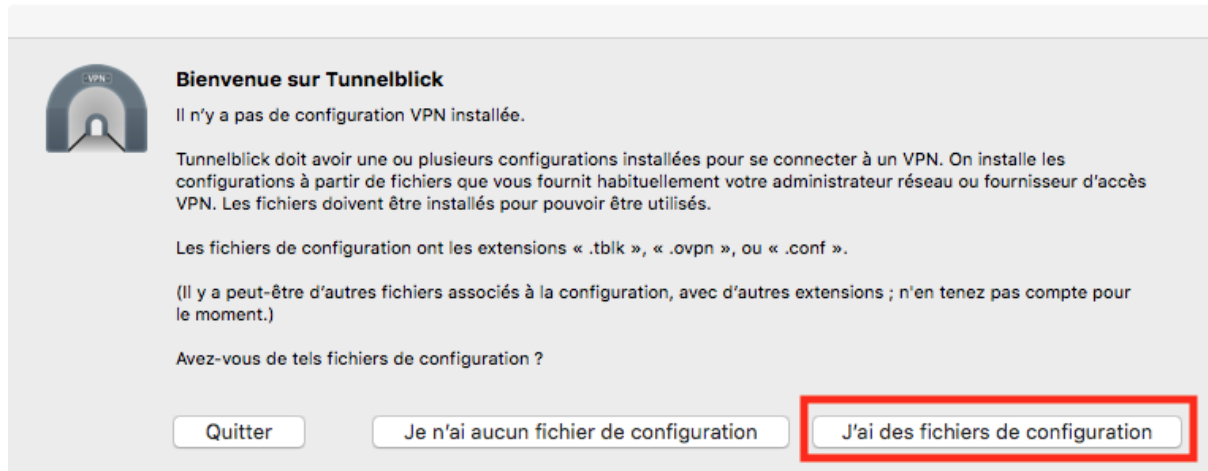 VPN
Bienvenue sur Tunnelblick
Il n’y a pas de configuration VPN installée.
Tunnelblick doit avoir une ou plusieurs configurations installées pour se connecter à un VPN. On installe les
configurations à partir de fichiers que vous fournit habituellement votre administrateur réseau ou fournisseur d’accès
VPN. Les fichiers doivent être installés pour pouvoir être utilisés.
Les fichiers de configuration ont les extensions « .tblk », « .ovpn », ou « .conf ».
(Il y a peut-être d’autres fichiers associés à la configuration, avec d’autres extensions ; n'en tenez pas compte pour
le moment.)
Avez-vous de tels fichiers de configuration ?
Quitter
Je n’ai aucun fichier de configuration
J’ai des fichiers de configuration